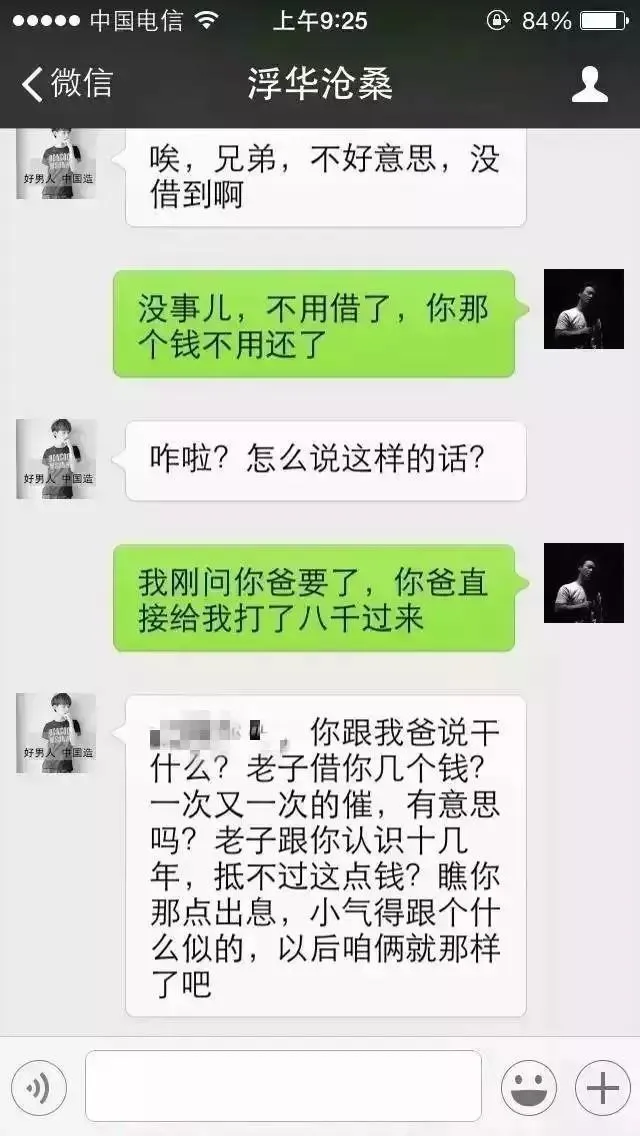 中国电信 上午9:25 84%
微信 浮华沧桑
唉，兄弟，不好意思，没
借到啊
好男人 中国造
没事儿，不用借了，你那
个钱不用还了
咋啦？怎么说这样的话？
好男人 中国造
我刚问你爸要了，你爸直
接给我打了八千过来
你跟我爸说干
什么？老子借你几个钱？
好男人 中国造
一次又一次的催，有意思
吗？老子跟你认识十几
年，抵不过这点钱？瞧你
那点出息，小气得跟个什
么似的，以后咱俩就那样
了吧